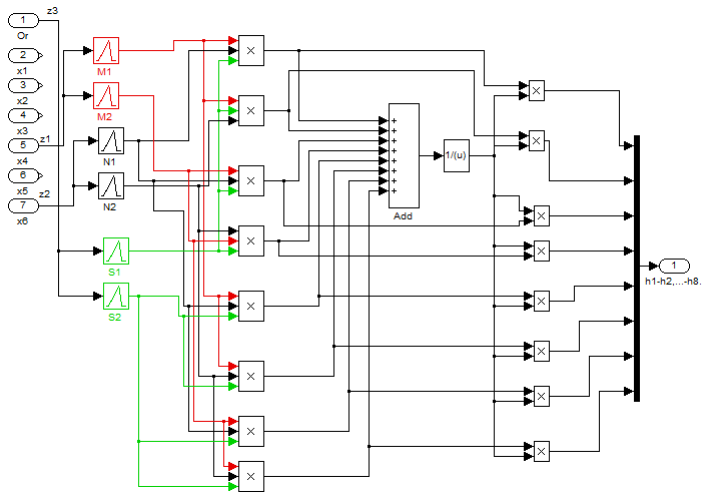 1
z3
Or
2
x1
3
x2
4
x3
5
z1
x4
6
x5
z2
7
x6
M1
M2
N1
N2
S1
S2
×
×
×
×
×
×
×
×
+
+
+
+
+
+
+
+
Add
1/(u)
×
×
×
×
×
×
×
×
1
h1-h2,...-h8.